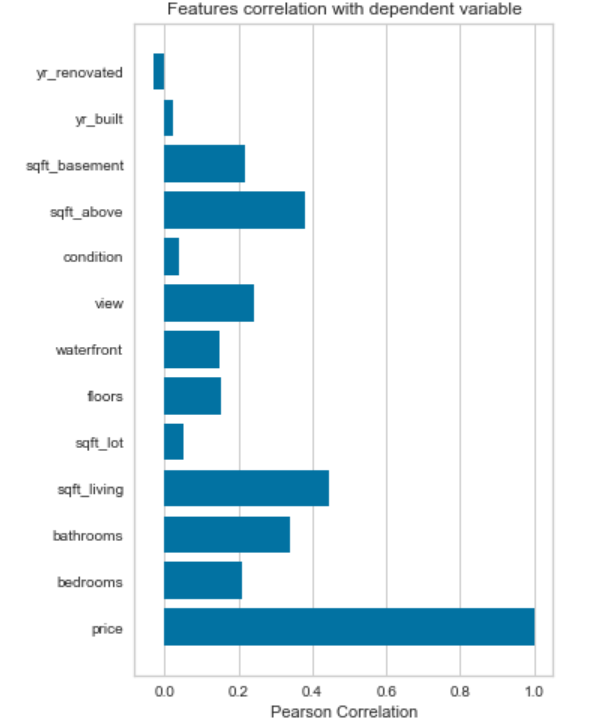 Features correlation with dependent variable
yr_renovated
yr_built
sqft_basement
sqft_above
condition
view
waterfront
floors
sqft_lot
sqft_living
bathrooms
bedrooms
price
0.0 0.2 0.4 0.6 0.8 1.0
Pearson Correlation